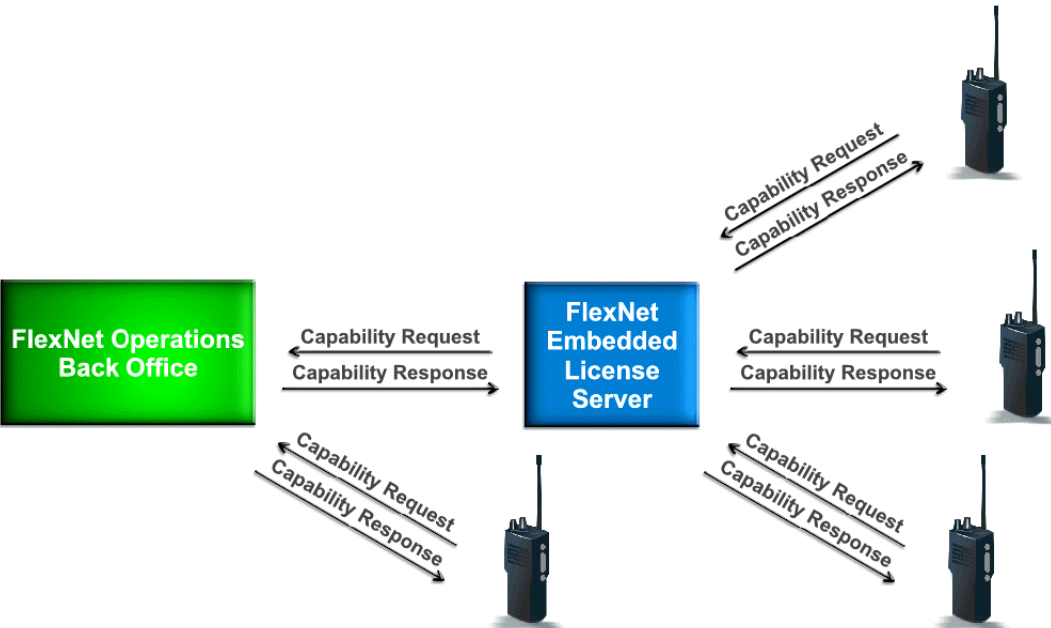 Capability Request
Capability Response
FlexNet Operations
Back Office
Capability Request
Capability Response
FlexNet
Embedded
License
Server
Capability Request
Capability Response
Capability Request
Capability Response
Capability Request
Capability Response